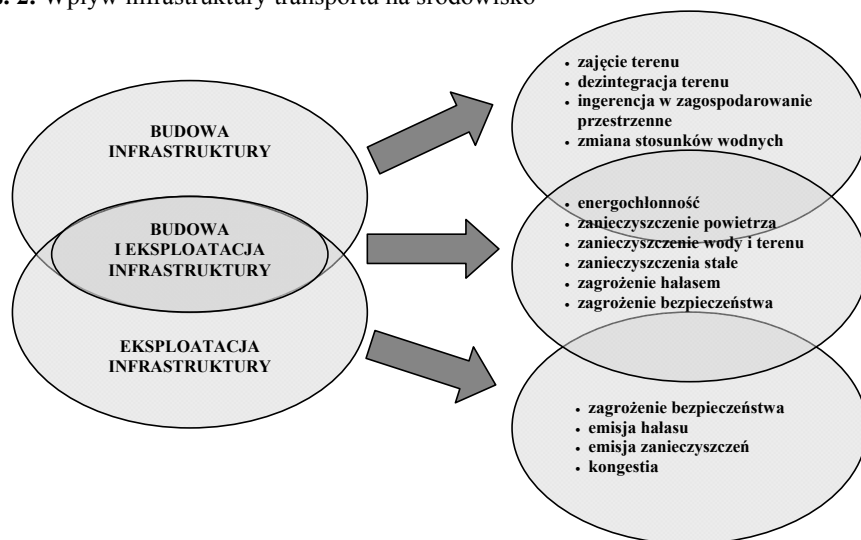 2. Wpływ infrastruktury transportu na środowisko
BUDOWA
INFRASTRUKTURY
BUDOWA
I EKSPLOATACJA
INFRASTRUKTURY
EKSPLOATACJA
INFRASTRUKTURY
• zajęcie terenu
• dezintegracja terenu
• ingerencja w zagospodarowanie
przestrzenne
• zmiana stosunków wodnych
• energochłonność
• zanieczyszczenie powietrza
• zanieczyszczenie wody i terenu
• zanieczyszczenia stałe
• zagrożenie hałasem
• zagrożenie bezpieczeństwa
• zagrożenie bezpieczeństwa
• emisja hałasu
• emisja zanieczyszczeń
• kongestia